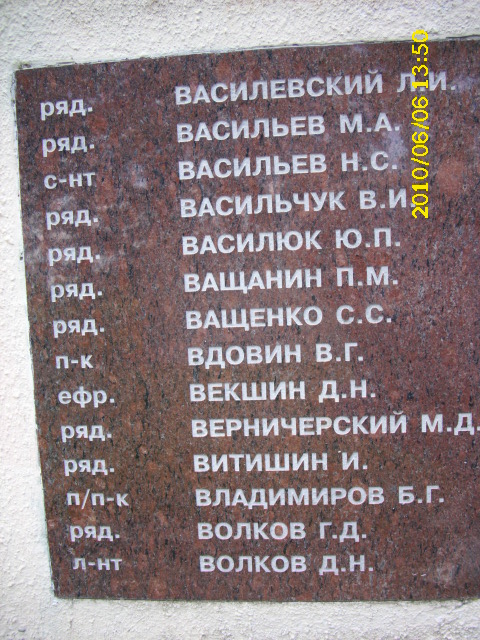 ряд. ВАСИЛЕВСКИЙ Л.И.
ряд. ВАСИЛЬЕВ М.А.
с-нт ВАСИЛЬЕВ Н.С.
ряд. ВАСИЛЬЧУК В.И.
ряд. ВАСИЛЮК Ю.П.
ряд. ВАЩАНИН П.М.
ряд. ВАЩЕНКО С.С.
п-к ВДОВИН В.Г.
ефр. ВЕКШИН Д.Н.
ряд. ВЕРНИЧЕРСКИЙ М.Д.
ряд. ВИТИШИН И.
п/п-к ВЛАДИМИРОВ Б.Г.
ряд. ВОЛКОВ Г.Д.
л-нт ВОЛКОВ Д.Н.
2010/06/06 13:50